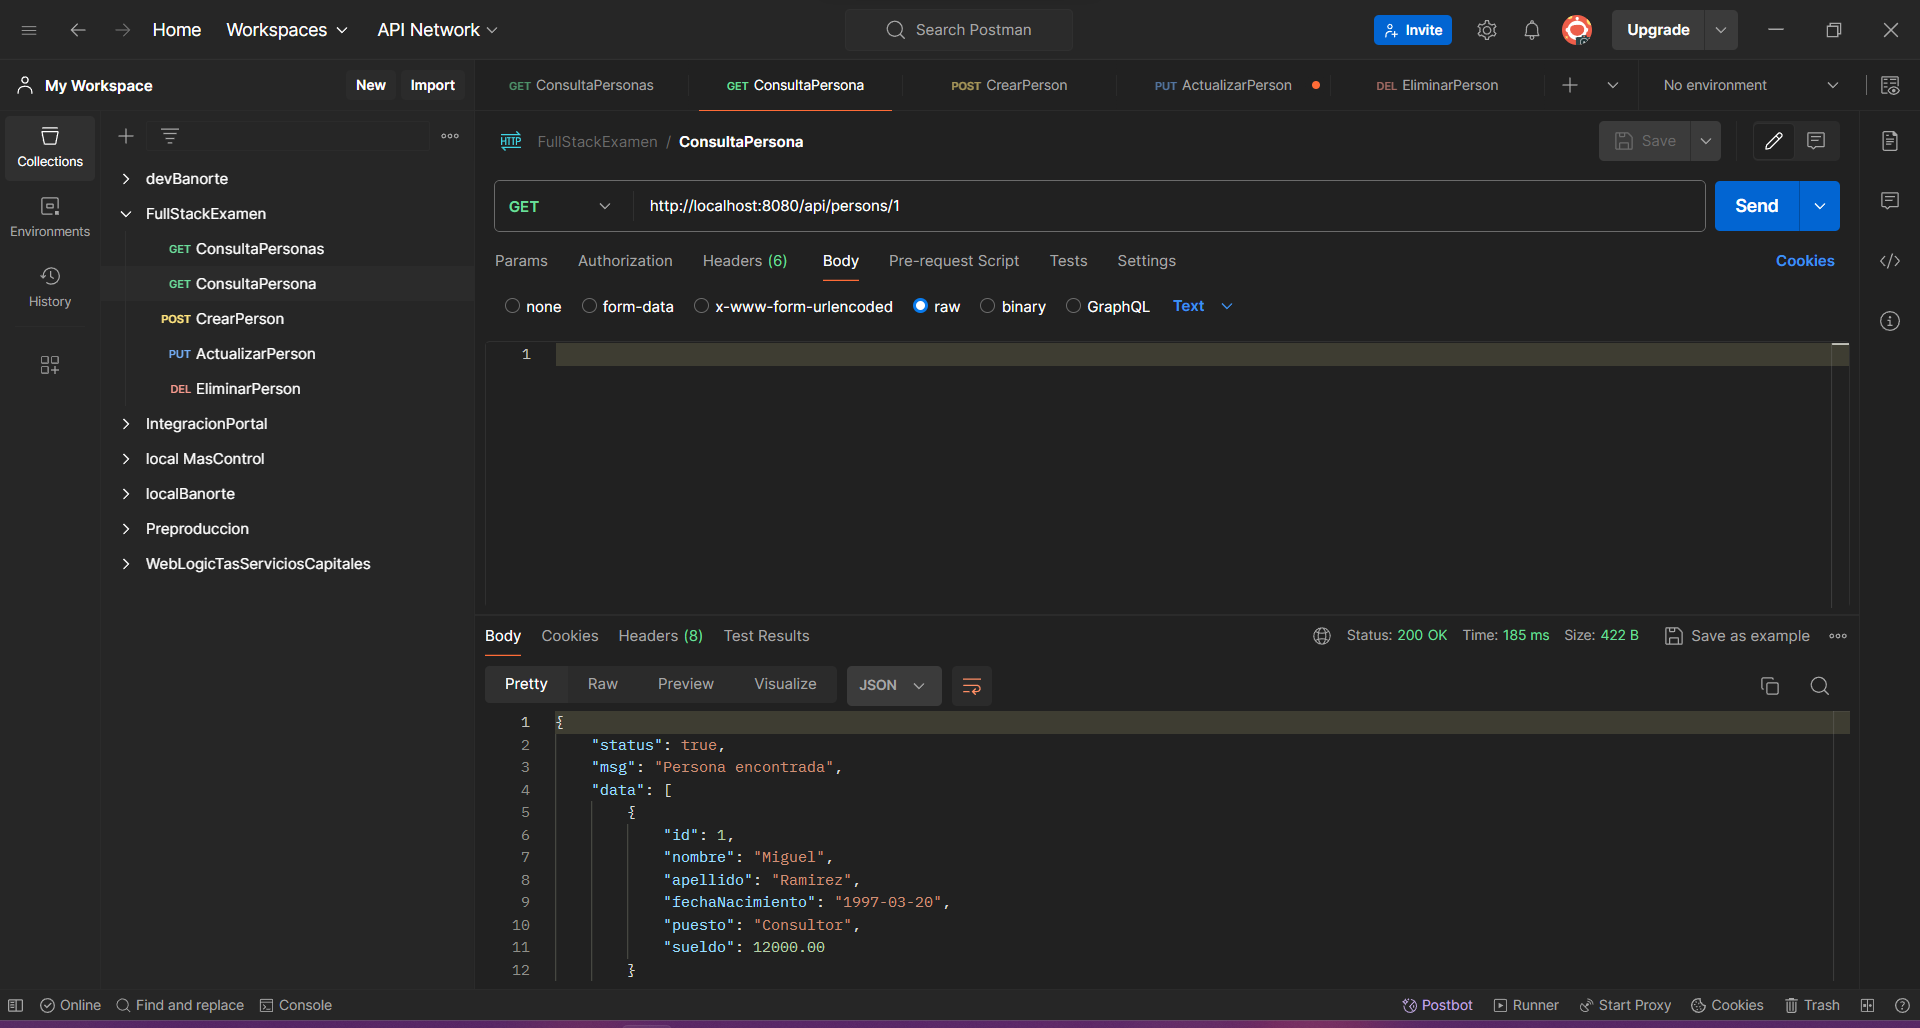 Home Workspaces API Network Search Postman Invite Upgrade
My Workspace New Import
GET ConsultaPersonas GET ConsultaPersona POST CrearPerson PUT ActualizarPerson DEL EliminarPerson No environment
Collections
Environments
History
devBanorte
FullStackExamen
GET ConsultaPersonas
GET ConsultaPersona
POST CrearPerson
PUT ActualizarPerson
DEL EliminarPerson
IntegracionPortal
local MasControl
localBanorte
Preproduccion
WebLogicTasServiciosCapitales
HTTP FullStackExamen / ConsultaPersona Save
GET http://localhost:8080/api/persons/1 Send
Params Authorization Headers (6) Body Pre-request Script Tests Settings Cookies
none form-data x-www-form-urlencoded raw binary GraphQL Text
1
Body Cookies Headers (8) Test Results Status: 200 OK Time: 185 ms Size: 422 B Save as example
Pretty Raw Preview Visualize JSON
1 {
2 "status": true,
3 "msg": "Persona encontrada",
4 "data": [
5 {
6 "id": 1,
7 "nombre": "Miguel",
8 "apellido": "Ramirez",
9 "fechaNacimiento": "1997-03-20",
10 "puesto": "Consultor",
11 "sueldo": 12000.00
12 }
Online Find and replace Console Postbot Runner Start Proxy Cookies Trash